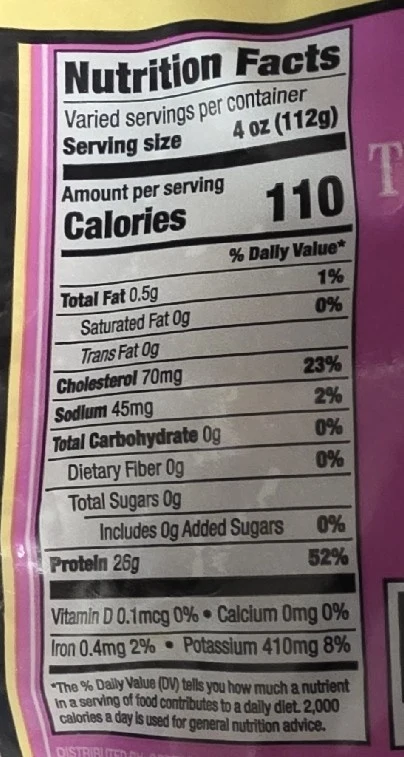 Nutrition Facts
Varied servings per container
Serving size 4 oz (112g)
T
Amount per serving
Calories 110
% Daily Value*
Total Fat 0.5g 1%
Saturated Fat 0g 0%
Trans Fat 0g
Cholesterol 70mg 23%
Sodium 45mg 2%
Total Carbohydrate 0g 0%
Dietary Fiber 0g 0%
Total Sugars 0g
Includes 0g Added Sugars 0%
Protein 26g 52%
Vitamin D 0.1mcg 0% • Calcium 0mg 0%
Iron 0.4mg 2% • Potassium 410mg 8%
*The % Daily Value (DV) tells you how much a nutrient
in a serving of food contributes to a daily diet. 2,000
calories a day is used for general nutrition advice.
DISTRIBUTED